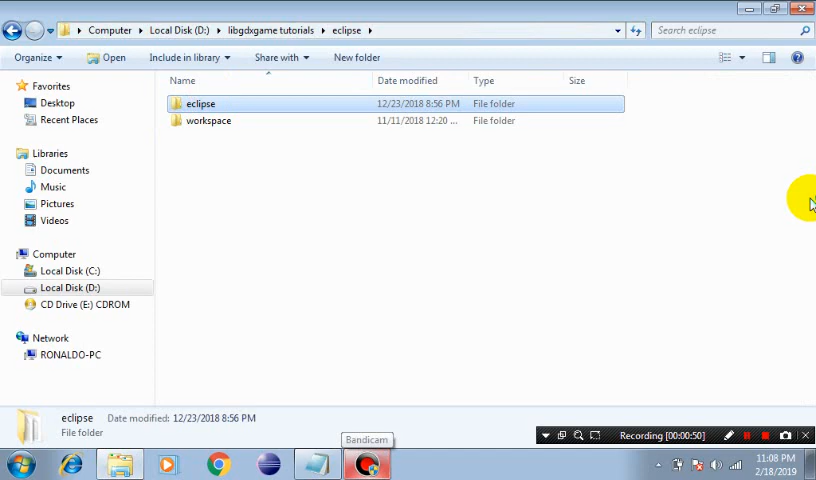 Computer ▸ Local Disk (D:) ▸ libgdxgame tutorials ▸ eclipse ▸
Search eclipse
Organize
Open
Include in library
Share with
New folder
Name
Date modified
Type
Size
Favorites
Desktop
Recent Places
Libraries
Documents
Music
Pictures
Videos
Computer
Local Disk (C:)
Local Disk (D:)
CD Drive (E:) CDROM
Network
RONALDO-PC
eclipse 12/23/2018 8:56 PM File folder
workspace 11/11/2018 12:20 ... File folder
eclipse Date modified: 12/23/2018 8:56 PM
File folder
Bandicam
Recording [00:00:50]
11:08 PM
2/18/2019